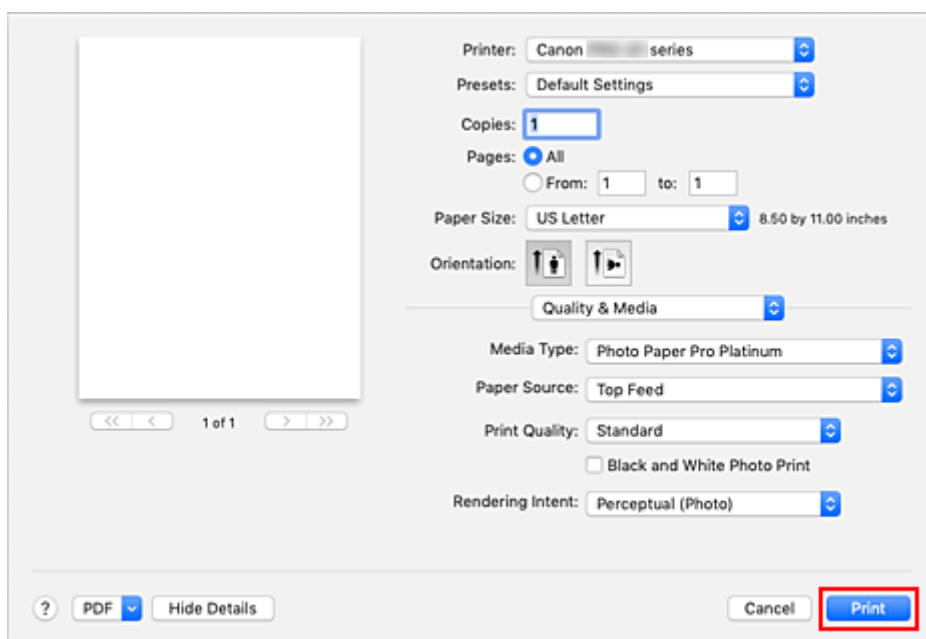 Printer: Canon series
Presets: Default Settings
Copies: 1
Pages: All
From: 1 to: 1
Paper Size: US Letter 8.50 by 11.00 inches
Orientation:
Quality & Media
Media Type: Photo Paper Pro Platinum
Paper Source: Top Feed
1 of 1
Print Quality: Standard
Black and White Photo Print
Rendering Intent: Perceptual (Photo)
? PDF Hide Details Cancel Print